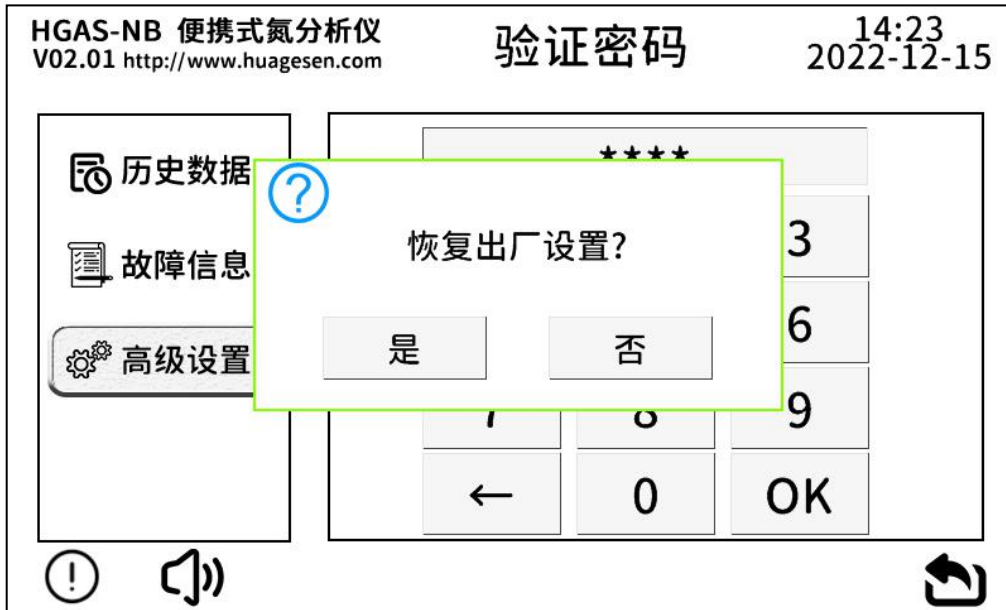 HGAS-NB 便携式氮分析仪
V02.01 http://www.huagesen.com
验证密码
14:23
2022-12-15
历史数据
故障信息
高级设置
****
恢复出厂设置?
是
否
3
6
7 8 9
← 0 OK